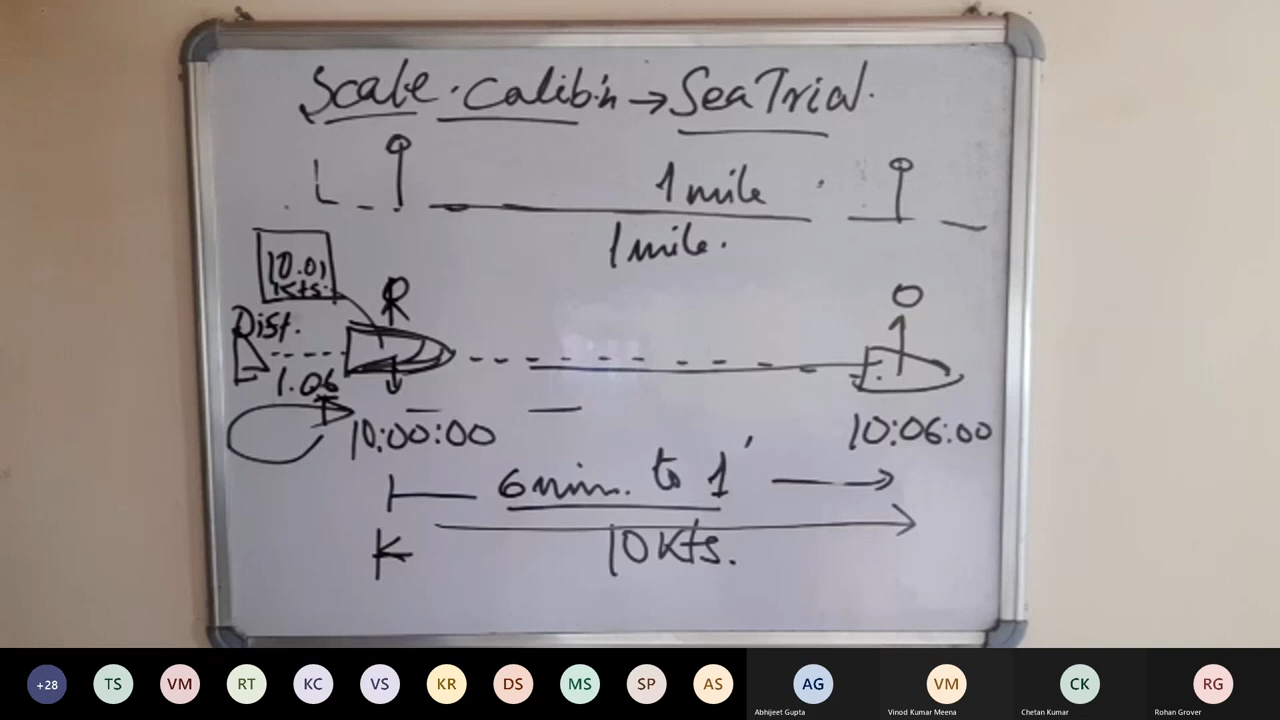 Scale. Calib'n → Sea Trial.
1 mile
1 mile.
10.01
Kts.
R
O
Dist.
1.06
10:00:00
10:06:00
6 min. to 1'
10 Kts.
+28 TS VM RT KC VS KR DS MS SP AS AG VM CK RG
Abhijeet Gupta Vinod Kumar Meena Chetan Kumar Rohan Grover